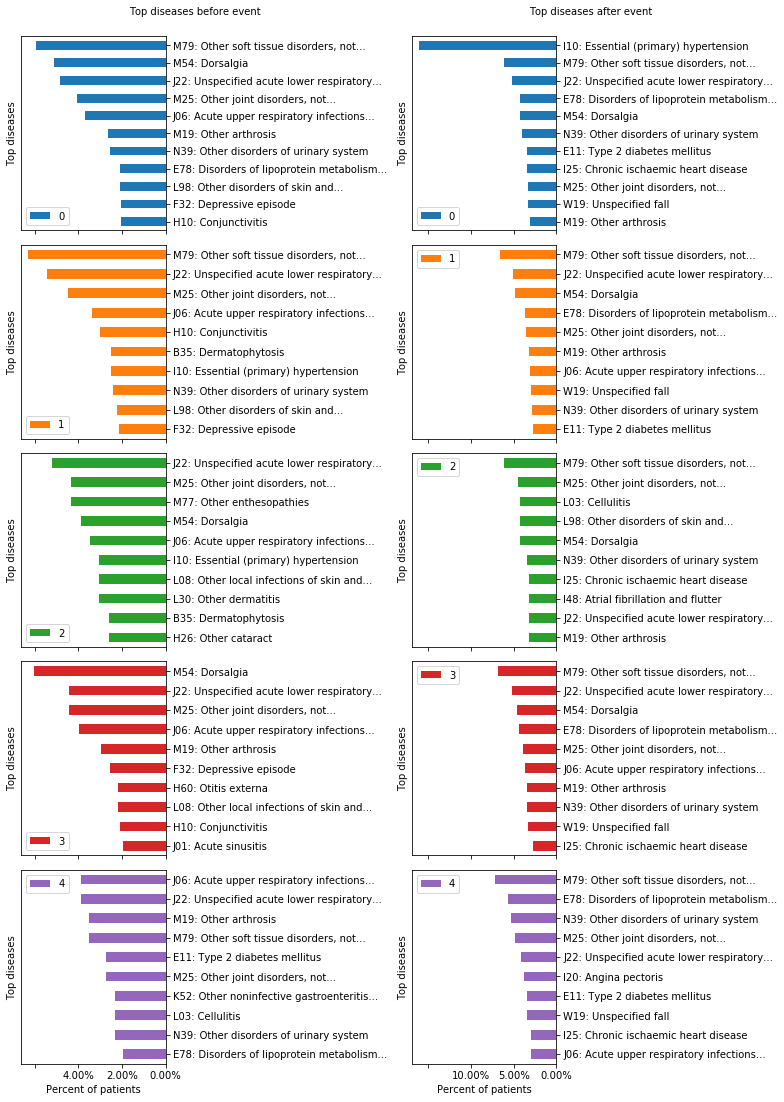 Top diseases before event
Top diseases after event
Top diseases
M79: Other soft tissue disorders, not...
M54: Dorsalgia
J22: Unspecified acute lower respiratory...
M25: Other joint disorders, not...
J06: Acute upper respiratory infections...
M19: Other arthrosis
N39: Other disorders of urinary system
E78: Disorders of lipoprotein metabolism...
L98: Other disorders of skin and...
F32: Depressive episode
H10: Conjunctivitis
0
Top diseases
I10: Essential (primary) hypertension
M79: Other soft tissue disorders, not...
J22: Unspecified acute lower respiratory...
E78: Disorders of lipoprotein metabolism...
M54: Dorsalgia
N39: Other disorders of urinary system
E11: Type 2 diabetes mellitus
I25: Chronic ischaemic heart disease
M25: Other joint disorders, not...
W19: Unspecified fall
M19: Other arthrosis
0
Top diseases
M79: Other soft tissue disorders, not...
J22: Unspecified acute lower respiratory...
M25: Other joint disorders, not...
J06: Acute upper respiratory infections...
H10: Conjunctivitis
B35: Dermatophytosis
I10: Essential (primary) hypertension
N39: Other disorders of urinary system
L98: Other disorders of skin and...
F32: Depressive episode
1
Top diseases
1
M79: Other soft tissue disorders, not...
J22: Unspecified acute lower respiratory...
M54: Dorsalgia
E78: Disorders of lipoprotein metabolism...
M25: Other joint disorders, not...
M19: Other arthrosis
J06: Acute upper respiratory infections...
W19: Unspecified fall
N39: Other disorders of urinary system
E11: Type 2 diabetes mellitus
Top diseases
J22: Unspecified acute lower respiratory...
M25: Other joint disorders, not...
M77: Other enthesopathies
M54: Dorsalgia
J06: Acute upper respiratory infections...
I10: Essential (primary) hypertension
L08: Other local infections of skin and...
L30: Other dermatitis
B35: Dermatophytosis
H26: Other cataract
2
Top diseases
2
M79: Other soft tissue disorders, not...
M25: Other joint disorders, not...
L03: Cellulitis
L98: Other disorders of skin and...
M54: Dorsalgia
N39: Other disorders of urinary system
I25: Chronic ischaemic heart disease
I48: Atrial fibrillation and flutter
J22: Unspecified acute lower respiratory...
M19: Other arthrosis
Top diseases
M54: Dorsalgia
J22: Unspecified acute lower respiratory...
M25: Other joint disorders, not...
J06: Acute upper respiratory infections...
M19: Other arthrosis
F32: Depressive episode
H60: Otitis externa
L08: Other local infections of skin and...
H10: Conjunctivitis
J01: Acute sinusitis
3
Top diseases
3
M79: Other soft tissue disorders, not...
J22: Unspecified acute lower respiratory...
M54: Dorsalgia
E78: Disorders of lipoprotein metabolism...
M25: Other joint disorders, not...
J06: Acute upper respiratory infections...
M19: Other arthrosis
N39: Other disorders of urinary system
W19: Unspecified fall
I25: Chronic ischaemic heart disease
Top diseases
4
J06: Acute upper respiratory infections...
J22: Unspecified acute lower respiratory...
M19: Other arthrosis
M79: Other soft tissue disorders, not...
E11: Type 2 diabetes mellitus
M25: Other joint disorders, not...
K52: Other noninfective gastroenteritis...
L03: Cellulitis
N39: Other disorders of urinary system
E78: Disorders of lipoprotein metabolism...
4.00% 2.00% 0.00%
Percent of patients
Top diseases
4
M79: Other soft tissue disorders, not...
E78: Disorders of lipoprotein metabolism...
N39: Other disorders of urinary system
M25: Other joint disorders, not...
J22: Unspecified acute lower respiratory...
I20: Angina pectoris
E11: Type 2 diabetes mellitus
W19: Unspecified fall
I25: Chronic ischaemic heart disease
J06: Acute upper respiratory infections...
10.00% 5.00% 0.00%
Percent of patients